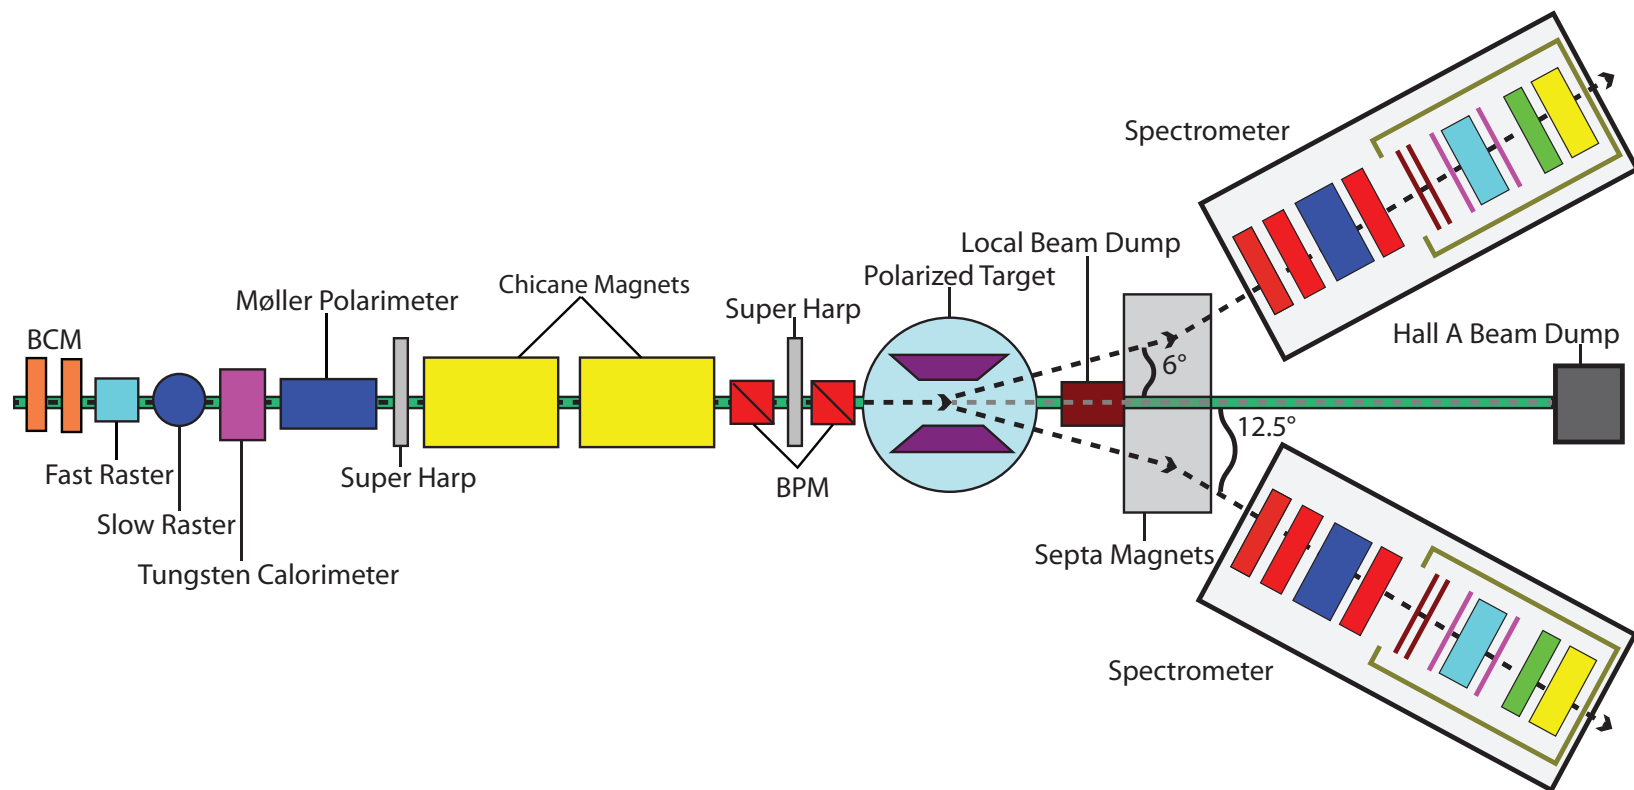 Spectrometer
Local Beam Dump
Polarized Target
Chicane Magnets
Møller Polarimeter
Super Harp
BCM
Hall A Beam Dump
6°
12.5°
Fast Raster
Super Harp
BPM
Slow Raster
Septa Magnets
Tungsten Calorimeter
Spectrometer